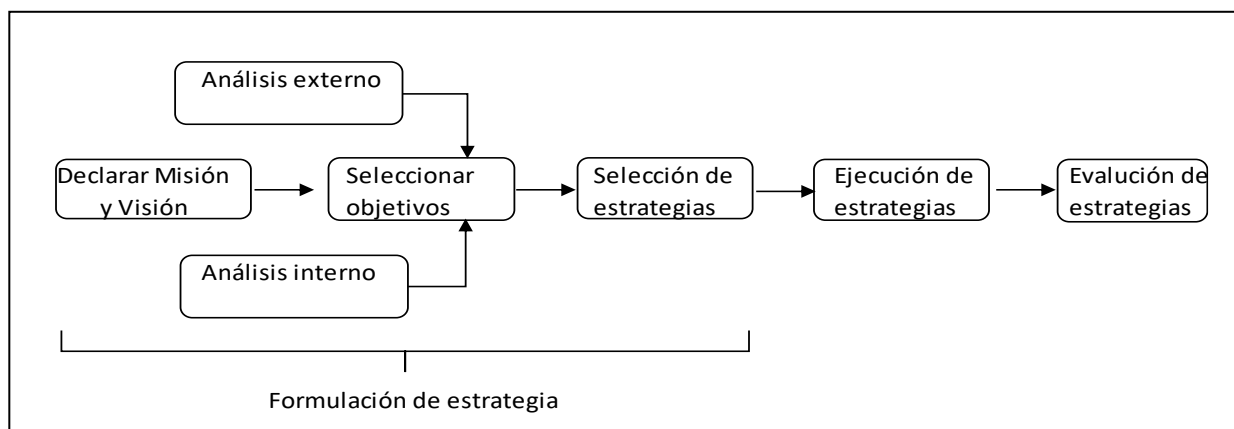 Análisis externo
Declarar Misión
y Visión
Seleccionar
objetivos
Selección de
estrategias
Ejecución de
estrategias
Evalución de
estrategias
Análisis interno
Formulación de estrategia